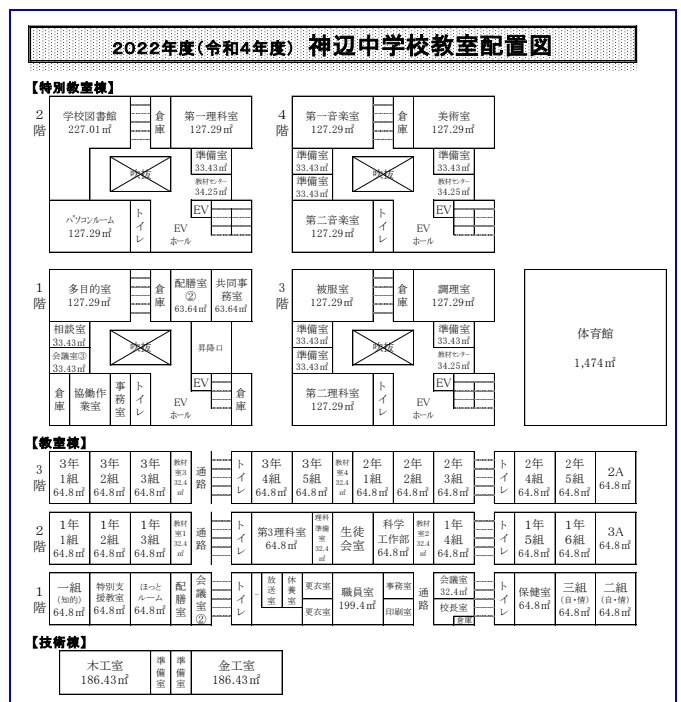 2022年度(令和4年度) 神辺中学校教室配置図
【特別教室棟】
2階
学校図書館
227.01㎡
倉庫
第一理科室
127.29㎡
準備室
33.43㎡
教材センター
34.25㎡
吹抜
パソコンルーム
127.29㎡
トイレ
EV
EV
ホール
4階
第一音楽室
127.29㎡
倉庫
美術室
127.29㎡
準備室
33.43㎡
準備室
33.43㎡
吹抜
準備室
33.43㎡
教材センター
34.25㎡
第二音楽室
127.29㎡
トイレ
EV
EV
ホール
1階
多目的室
127.29㎡
倉庫
配膳室
②
63.64㎡
共同事
務室
63.64㎡
相談室
33.43㎡
会議室③
33.43㎡
吹抜
昇降口
倉庫
協働作
業室
事務室
トイレ
EV
EV
ホール
倉庫
3階
被服室
127.29㎡
倉庫
調理室
127.29㎡
準備室
33.43㎡
準備室
33.43㎡
吹抜
準備室
33.43㎡
教材センター
34.25㎡
第二理科室
127.29㎡
トイレ
EV
EV
ホール
体育館
1,474㎡
【教室棟】
3階
3年
1組
64.8㎡
3年
2組
64.8㎡
3年
3組
64.8㎡
教材
室3
32.4
㎡
通路
トイレ
3年
4組
64.8㎡
3年
5組
64.8㎡
教材
室4
32.4
㎡
2年
1組
64.8㎡
2年
2組
64.8㎡
2年
3組
64.8㎡
トイレ
2年
4組
64.8㎡
2年
5組
64.8㎡
2A
64.8㎡
2階
1年
1組
64.8㎡
1年
2組
64.8㎡
1年
3組
64.8㎡
教材
室1
32.4
㎡
通路
トイレ
第3理科室
64.8㎡
理科
準備
室
32.4
㎡
生徒
会室
科学
工作部
64.8㎡
教材
室2
32.4
㎡
1年
4組
64.8㎡
トイレ
1年
5組
64.8㎡
1年
6組
64.8㎡
3A
64.8㎡
1階
一組
(知的)
64.8㎡
特別支
援教室
64.8㎡
ほっと
ルーム
64.8㎡
配膳室
会議室②
トイレ
放送室
休養室
更衣室
更衣室
職員室
199.4㎡
事務室
印刷室
通路
会議室
32.4㎡
校長室
倉庫
トイレ
保健室
64.8㎡
三組
(自・情)
64.8㎡
二組
(自・情)
64.8㎡
【技術棟】
木工室
186.43㎡
準備室
準備室
金工室
186.43㎡